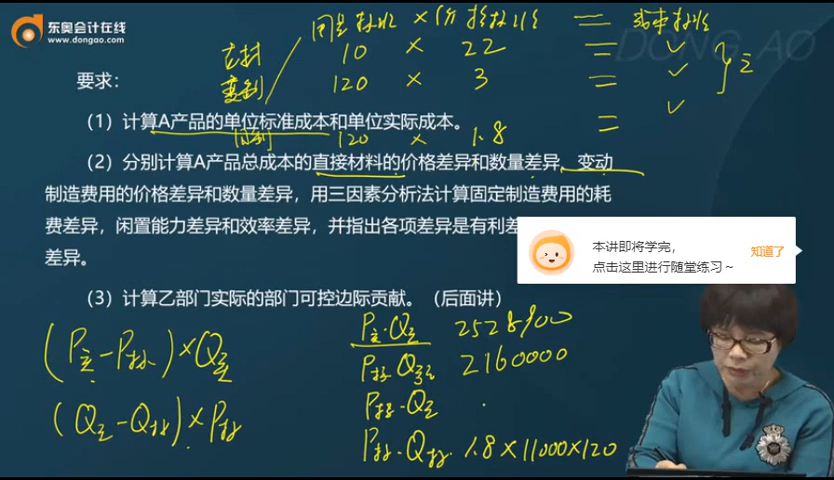 东奥会计在线
www.dongao.com
DONG AO
用量标准 × 价格标准 = 成本标准
直材 10 × 22 =
变制 120 × 3 =
要求：
（1）计算A产品的单位标准成本和单位实际成本。
固制 120 × 1.8 =
（2）分别计算A产品总成本的直接材料的价格差异和数量差异、变动
制造费用的价格差异和数量差异，用三因素分析法计算固定制造费用的耗
费差异，闲置能力差异和效率差异，并指出各项差异是有利差
差异。
本讲即将学完，
点击这里进行随堂练习～
知道了
（3）计算乙部门实际的部门可控边际贡献。（后面讲）
(P实-P标)×Q实
(Q实-Q标)×P标
P实·Q实 2528900
P标·Q预 2160000
P标·Q实
P标·Q标 1.8×11000×120